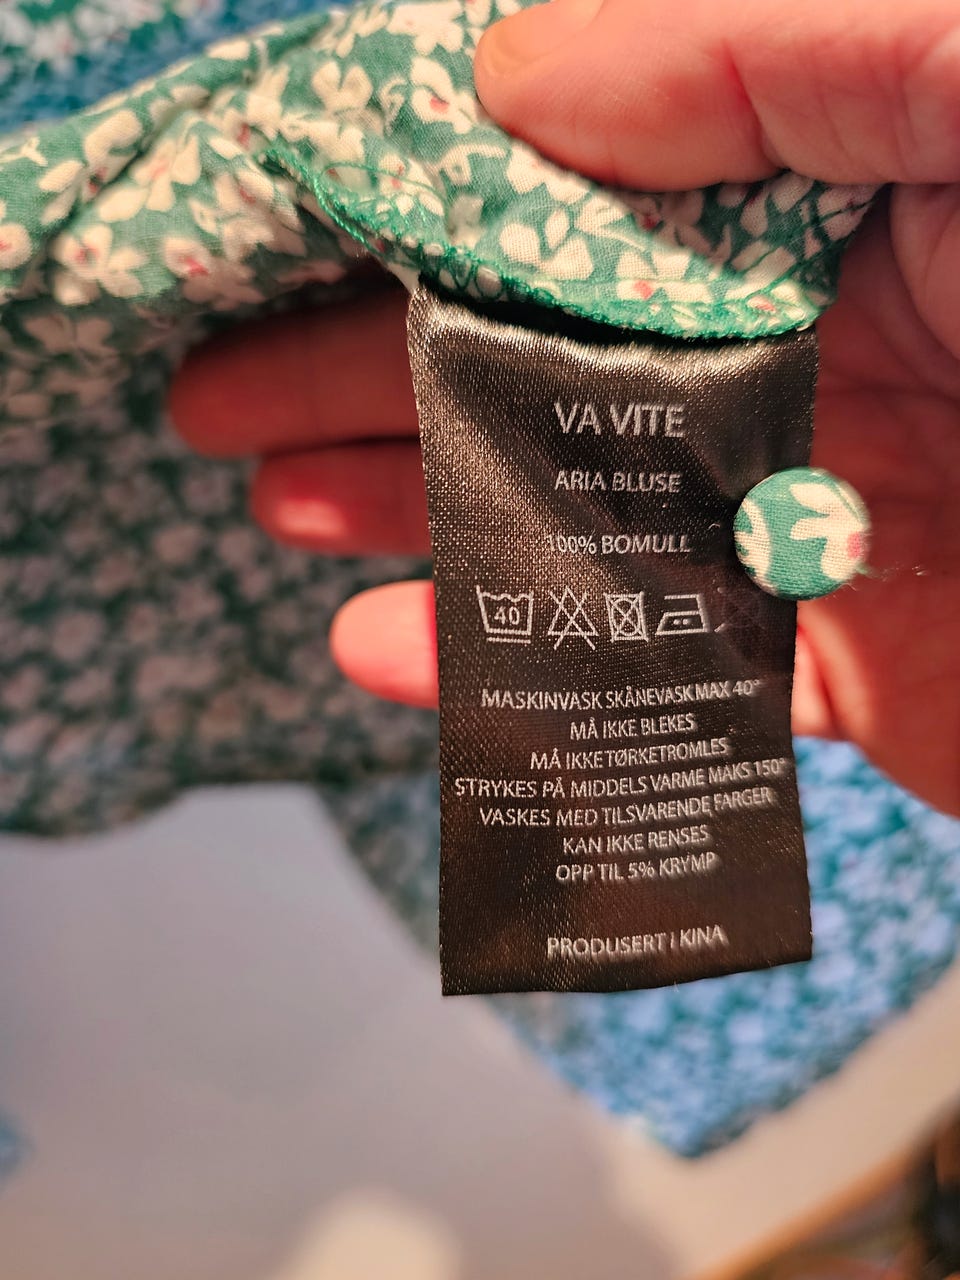 VA VITE
ARIA BLUSE
100% BOMULL
40
MASKINVASK SKÅNEVASK MAX 40°
MÅ IKKE BLEKES
MÅ IKKE TØRKETROMLES
STRYKES PÅ MIDDELS VARME MAKS 150°
VASKES MED TILSVARENDE FARGER
KAN IKKE RENSES
OPP TIL 5% KRYMP
PRODUSERT I KINA